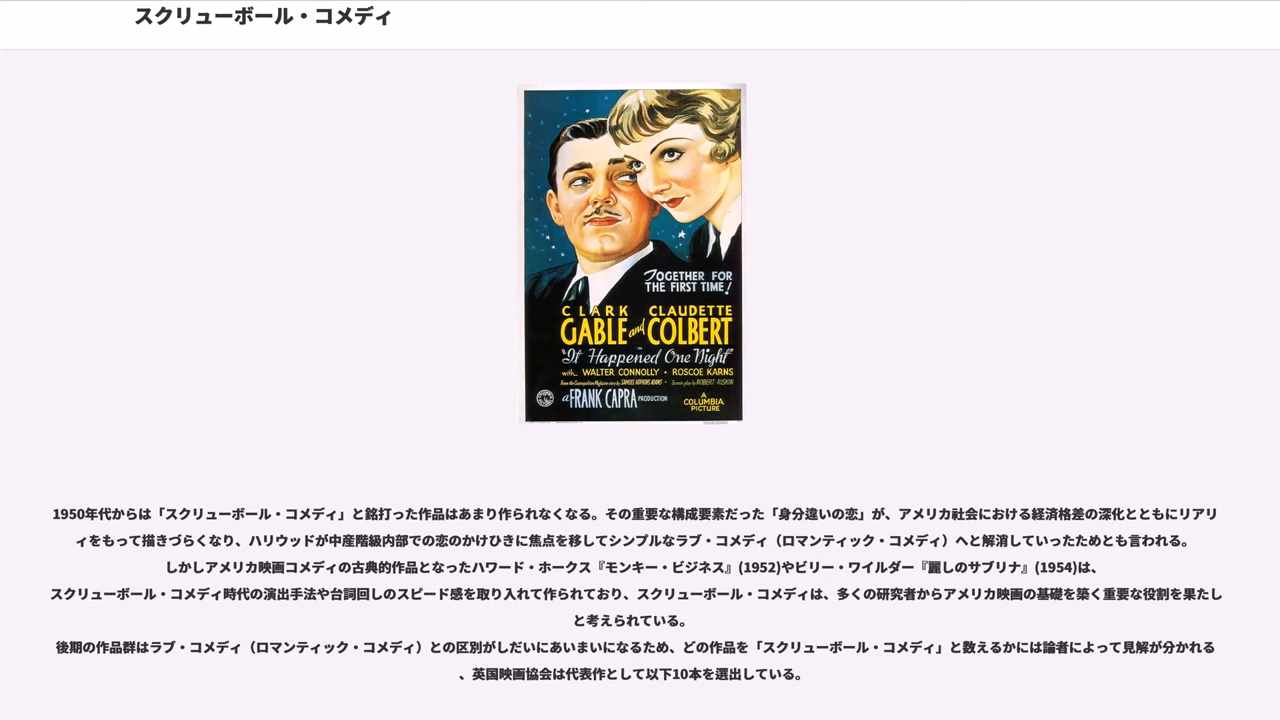 スクリューボール・コメディ
TOGETHER FOR
THE FIRST TIME!
CLARK CLAUDETTE
GABLE and COLBERT
in
"It Happened One Night"
with.. WALTER CONNOLLY • ROSCOE KARNS
From the Cosmopolitan Magazine story by SAMUEL HOPKINS ADAMS • Screen play by ROBERT RISKIN
a FRANK CAPRA PRODUCTION
A
COLUMBIA
PICTURE
1950年代からは「スクリューボール・コメディ」と銘打った作品はあまり作られなくなる。その重要な構成要素だった「身分違いの恋」が、アメリカ社会における経済格差の深化とともにリアリ
ィをもって描きづらくなり、ハリウッドが中産階級内部での恋のかけひきに焦点を移してシンプルなラブ・コメディ（ロマンティック・コメディ）へと解消していったためとも言われる。
しかしアメリカ映画コメディの古典的作品となったハワード・ホークス『モンキー・ビジネス』(1952)やビリー・ワイルダー『麗しのサブリナ』(1954)は、
スクリューボール・コメディ時代の演出手法や台詞回しのスピード感を取り入れて作られており、スクリューボール・コメディは、多くの研究者からアメリカ映画の基礎を築く重要な役割を果たし
と考えられている。
後期の作品群はラブ・コメディ（ロマンティック・コメディ）との区別がしだいにあいまいになるため、どの作品を「スクリューボール・コメディ」と数えるかには論者によって見解が分かれる
、英国映画協会は代表作として以下10本を選出している。